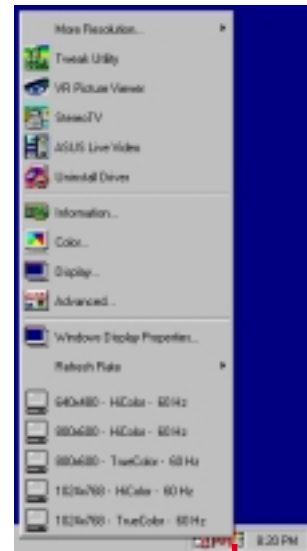 More Resolution...
Tweak Utility
VR Picture Viewer
StereoTV
ASUS Live Video
Uninstall Driver
Information...
Color...
Display...
Advanced...
Windows Display Properties...
Refresh Rate
640x480 - HiColor - 60 Hz
800x600 - HiColor - 60 Hz
800x600 - TrueColor - 60 Hz
1024x768 - HiColor - 60 Hz
1024x768 - TrueColor - 60 Hz
8:20 PM